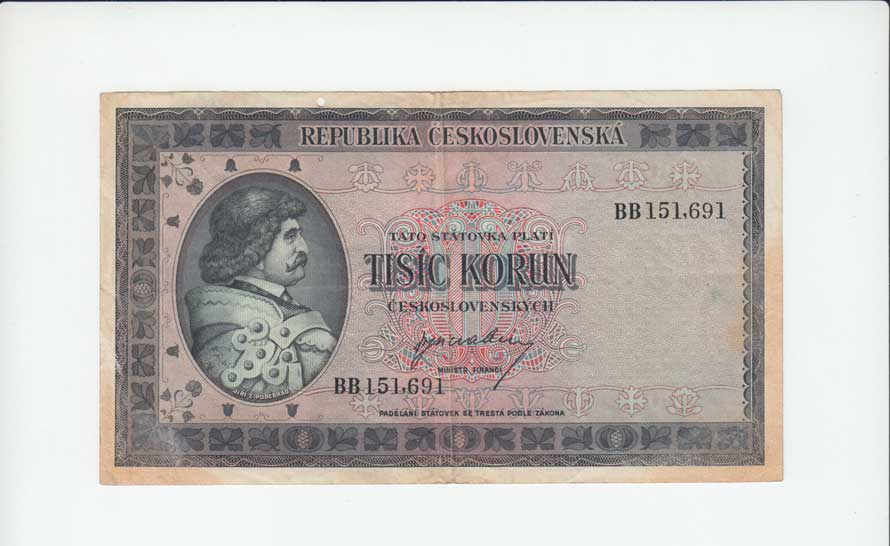 REPUBLIKA ČESKOSLOVENSKÁ
BB 151,691
TATO STÁTOVKA PLATÍ
TISÍC KORUN
ČESKOSLOVENSKÝCH
MINISTR FINANCÍ
BB 151,691
JIŘÍ Z PODĚBRAD
PADĚLÁNÍ STÁTOVEK SE TRESTÁ PODLE ZÁKONA